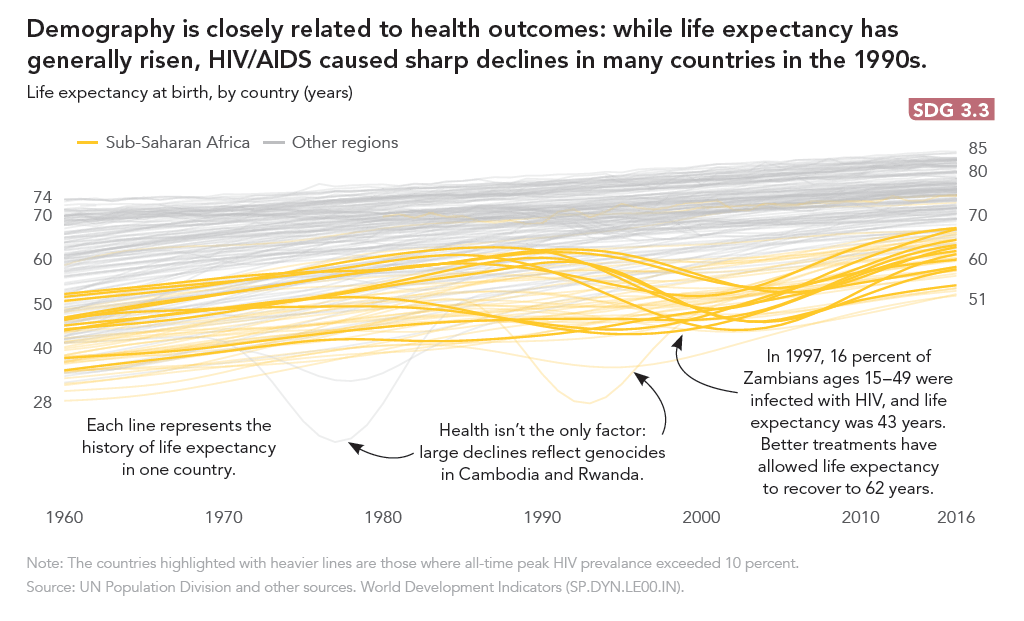 Demography is closely related to health outcomes: while life expectancy has
generally risen, HIV/AIDS caused sharp declines in many countries in the 1990s.
Life expectancy at birth, by country (years)
SDG 3.3
Sub-Saharan Africa
Other regions
85
80
74
70
70
60
60
50
51
40
28
In 1997, 16 percent of
Zambians ages 15–49 were
infected with HIV, and life
expectancy was 43 years.
Better treatments have
allowed life expectancy
to recover to 62 years.
Each line represents the
history of life expectancy
in one country.
Health isn’t the only factor:
large declines reflect genocides
in Cambodia and Rwanda.
1960
1970
1980
1990
2000
2010
2016
Note: The countries highlighted with heavier lines are those where all-time peak HIV prevalance exceeded 10 percent.
Source: UN Population Division and other sources. World Development Indicators (SP.DYN.LE00.IN).